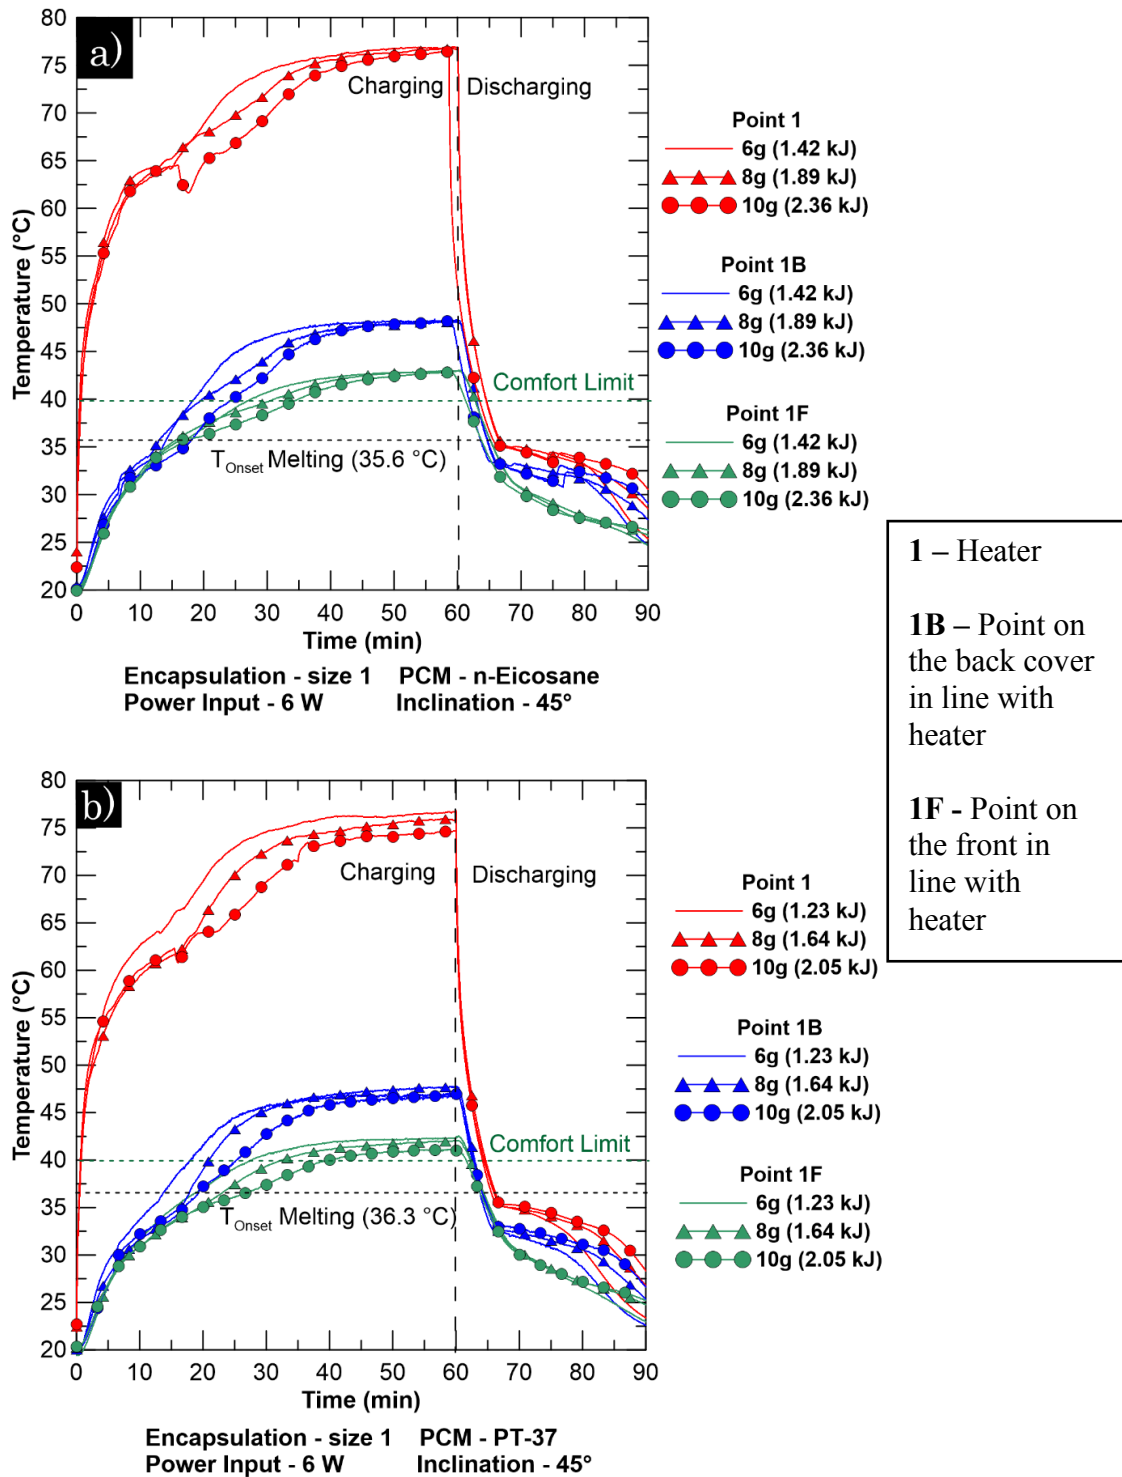 a)
80
75
70
65
60
55
50
45
40
35
30
25
20
Temperature (°C)
Charging
Discharging
Comfort Limit
TOnset Melting (35.6 °C)
0 10 20 30 40 50 60 70 80 90
Time (min)
Encapsulation - size 1 PCM - n-Eicosane
Power Input - 6 W Inclination - 45°
Point 1
6g (1.42 kJ)
8g (1.89 kJ)
10g (2.36 kJ)
Point 1B
6g (1.42 kJ)
8g (1.89 kJ)
10g (2.36 kJ)
Point 1F
6g (1.42 kJ)
8g (1.89 kJ)
10g (2.36 kJ)
1 – Heater
1B – Point on
the back cover
in line with
heater
1F - Point on
the front in
line with
heater
b)
80
75
70
65
60
55
50
45
40
35
30
25
20
Temperature (°C)
Charging
Discharging
Comfort Limit
TOnset Melting (36.3 °C)
0 10 20 30 40 50 60 70 80 90
Time (min)
Encapsulation - size 1 PCM - PT-37
Power Input - 6 W Inclination - 45°
Point 1
6g (1.23 kJ)
8g (1.64 kJ)
10g (2.05 kJ)
Point 1B
6g (1.23 kJ)
8g (1.64 kJ)
10g (2.05 kJ)
Point 1F
6g (1.23 kJ)
8g (1.64 kJ)
10g (2.05 kJ)